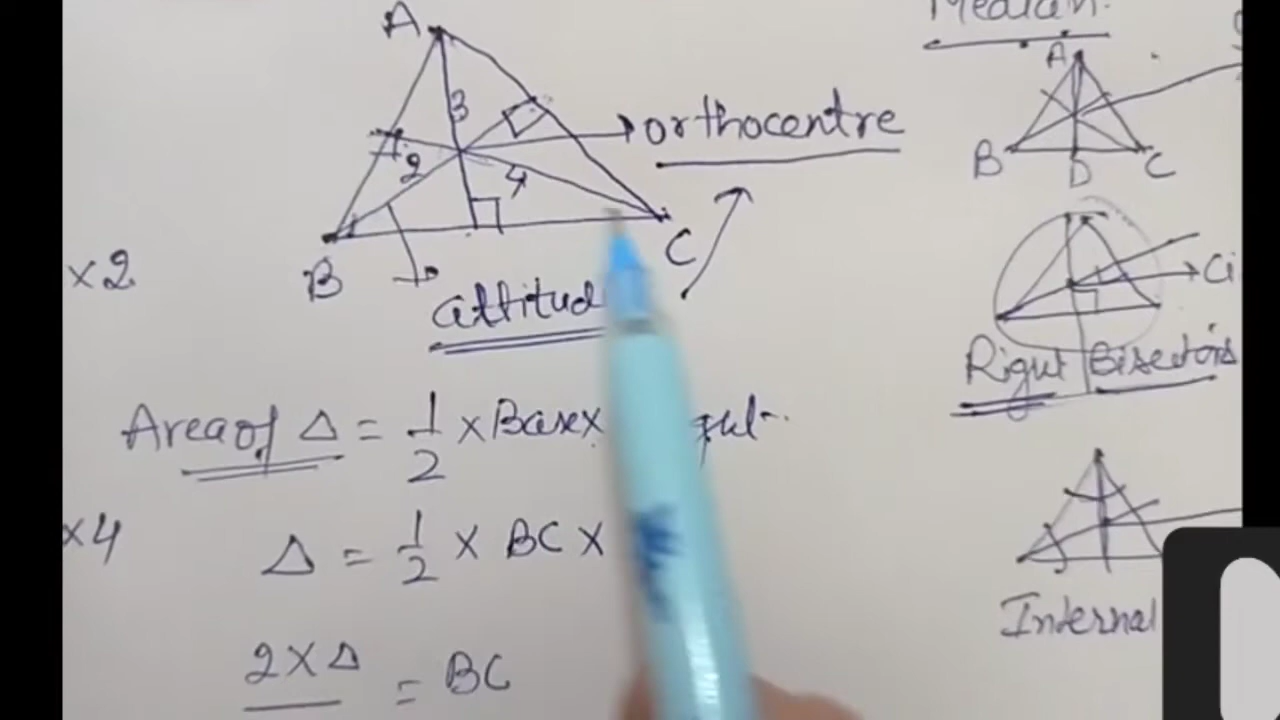 A
3
orthocentre
2
4
B
C
altitud
×2
Area of Δ = 1/2 × Base×
Δ = 1/2 × BC ×
×4
2×Δ = BC
Median.
A
B D C
Ci
Right Bisectors
Internal